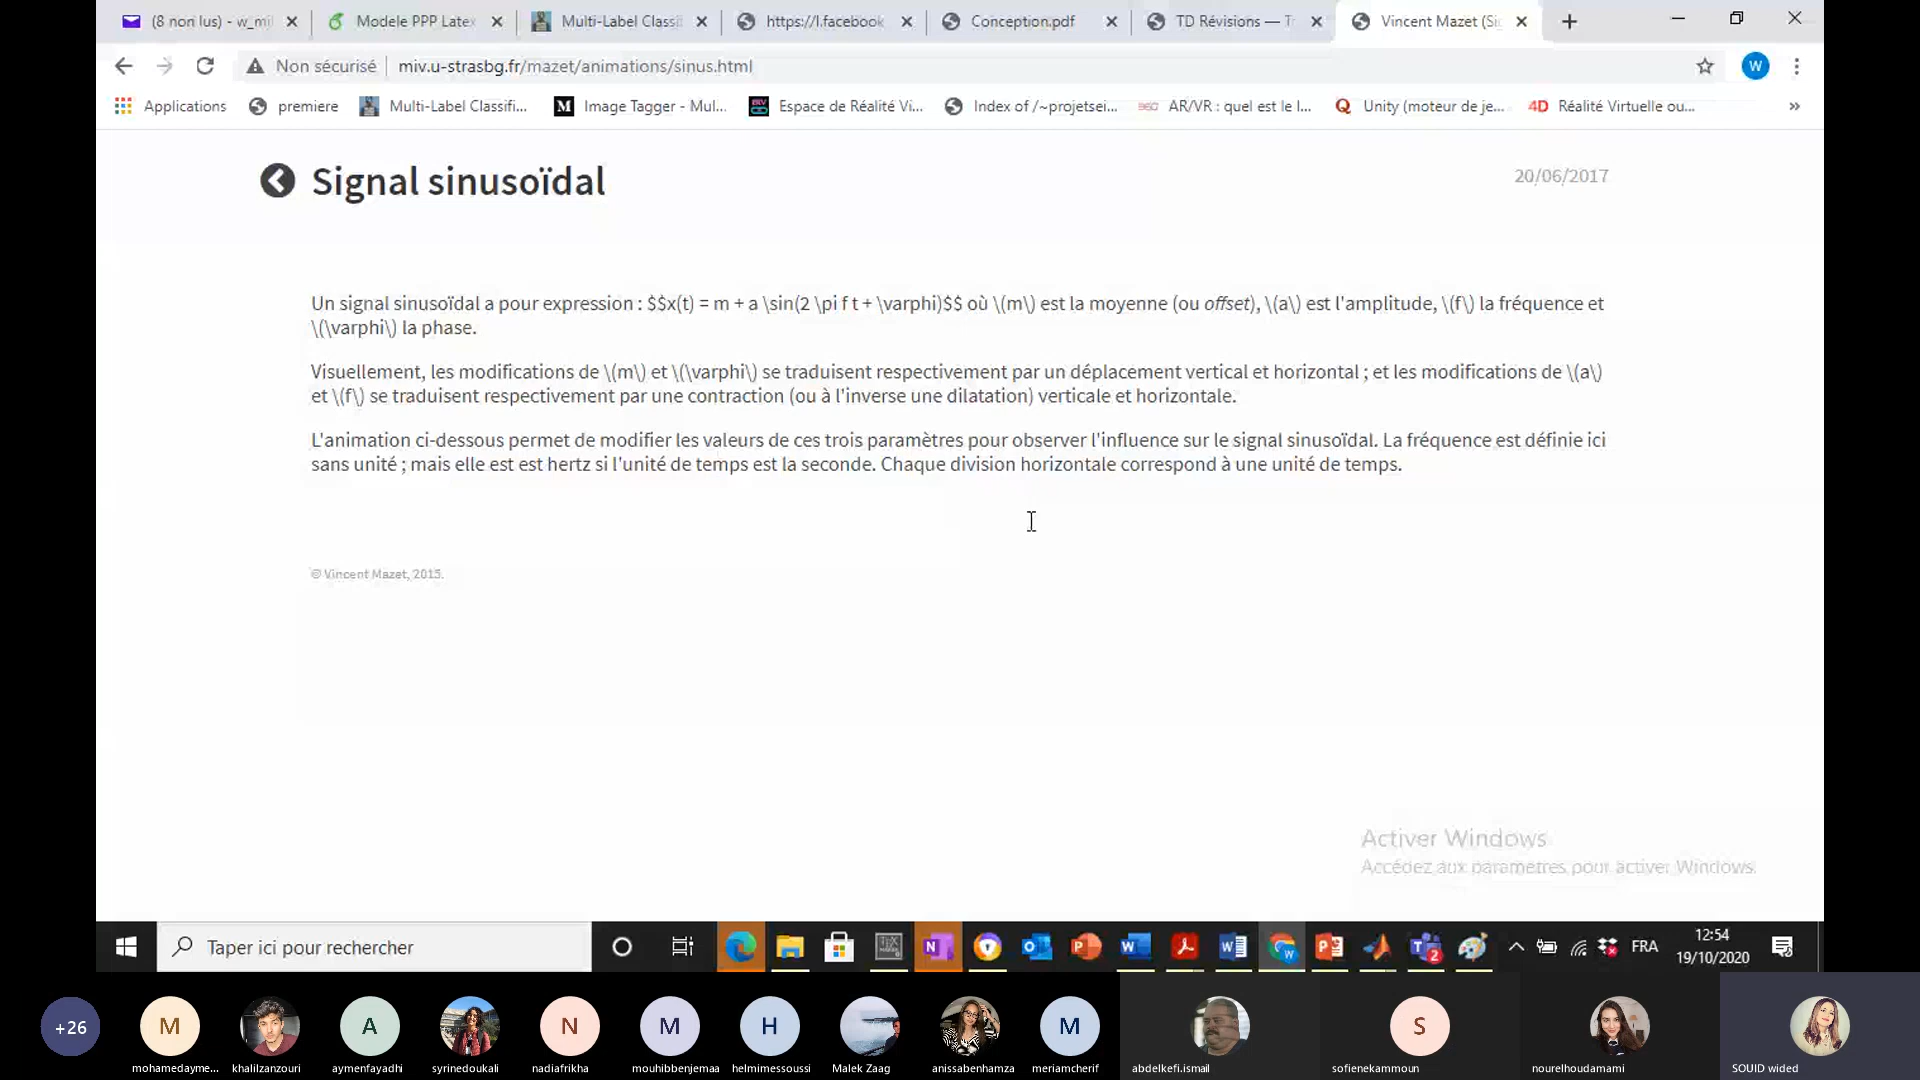 (8 non lus) - w_mil
Modele PPP Latex
Multi-Label Classi
https://l.facebook
Conception.pdf
TD Révisions — T
Vincent Mazet (Si
Non sécurisé
miv.u-strasbg.fr/mazet/animations/sinus.html
W
Applications
premiere
Multi-Label Classifi...
M
Image Tagger - Mul...
Espace de Réalité Vi...
Index of /~projetsei...
AR/VR : quel est le l...
Q
Unity (moteur de je...
4D
Réalité Virtuelle ou...
»
Signal sinusoïdal
20/06/2017
Un signal sinusoïdal a pour expression : $$x(t) = m + a \sin(2 \pi f t + \varphi)$$ où \(m\) est la moyenne (ou offset), \(a\) est l'amplitude, \(f\) la fréquence et
\(\varphi\) la phase.
Visuellement, les modifications de \(m\) et \(\varphi\) se traduisent respectivement par un déplacement vertical et horizontal ; et les modifications de \(a\)
et \(f\) se traduisent respectivement par une contraction (ou à l'inverse une dilatation) verticale et horizontale.
L'animation ci-dessous permet de modifier les valeurs de ces trois paramètres pour observer l'influence sur le signal sinusoïdal. La fréquence est définie ici
sans unité ; mais elle est est hertz si l'unité de temps est la seconde. Chaque division horizontale correspond à une unité de temps.
© Vincent Mazet, 2015.
Activer Windows
Accédez aux paramètres pour activer Windows.
Taper ici pour rechercher
FRA
12:54
19/10/2020
+26
M
A
N
M
H
M
S
mohamedayme...
khalilzanzouri
aymenfayadhi
syrinedoukali
nadiafrikha
mouhibbenjemaa
helmimessoussi
Malek Zaag
anissabenhamza
meriamcherif
abdelkefi.ismail
sofienekammoun
nourelhoudamami
SOUID wided